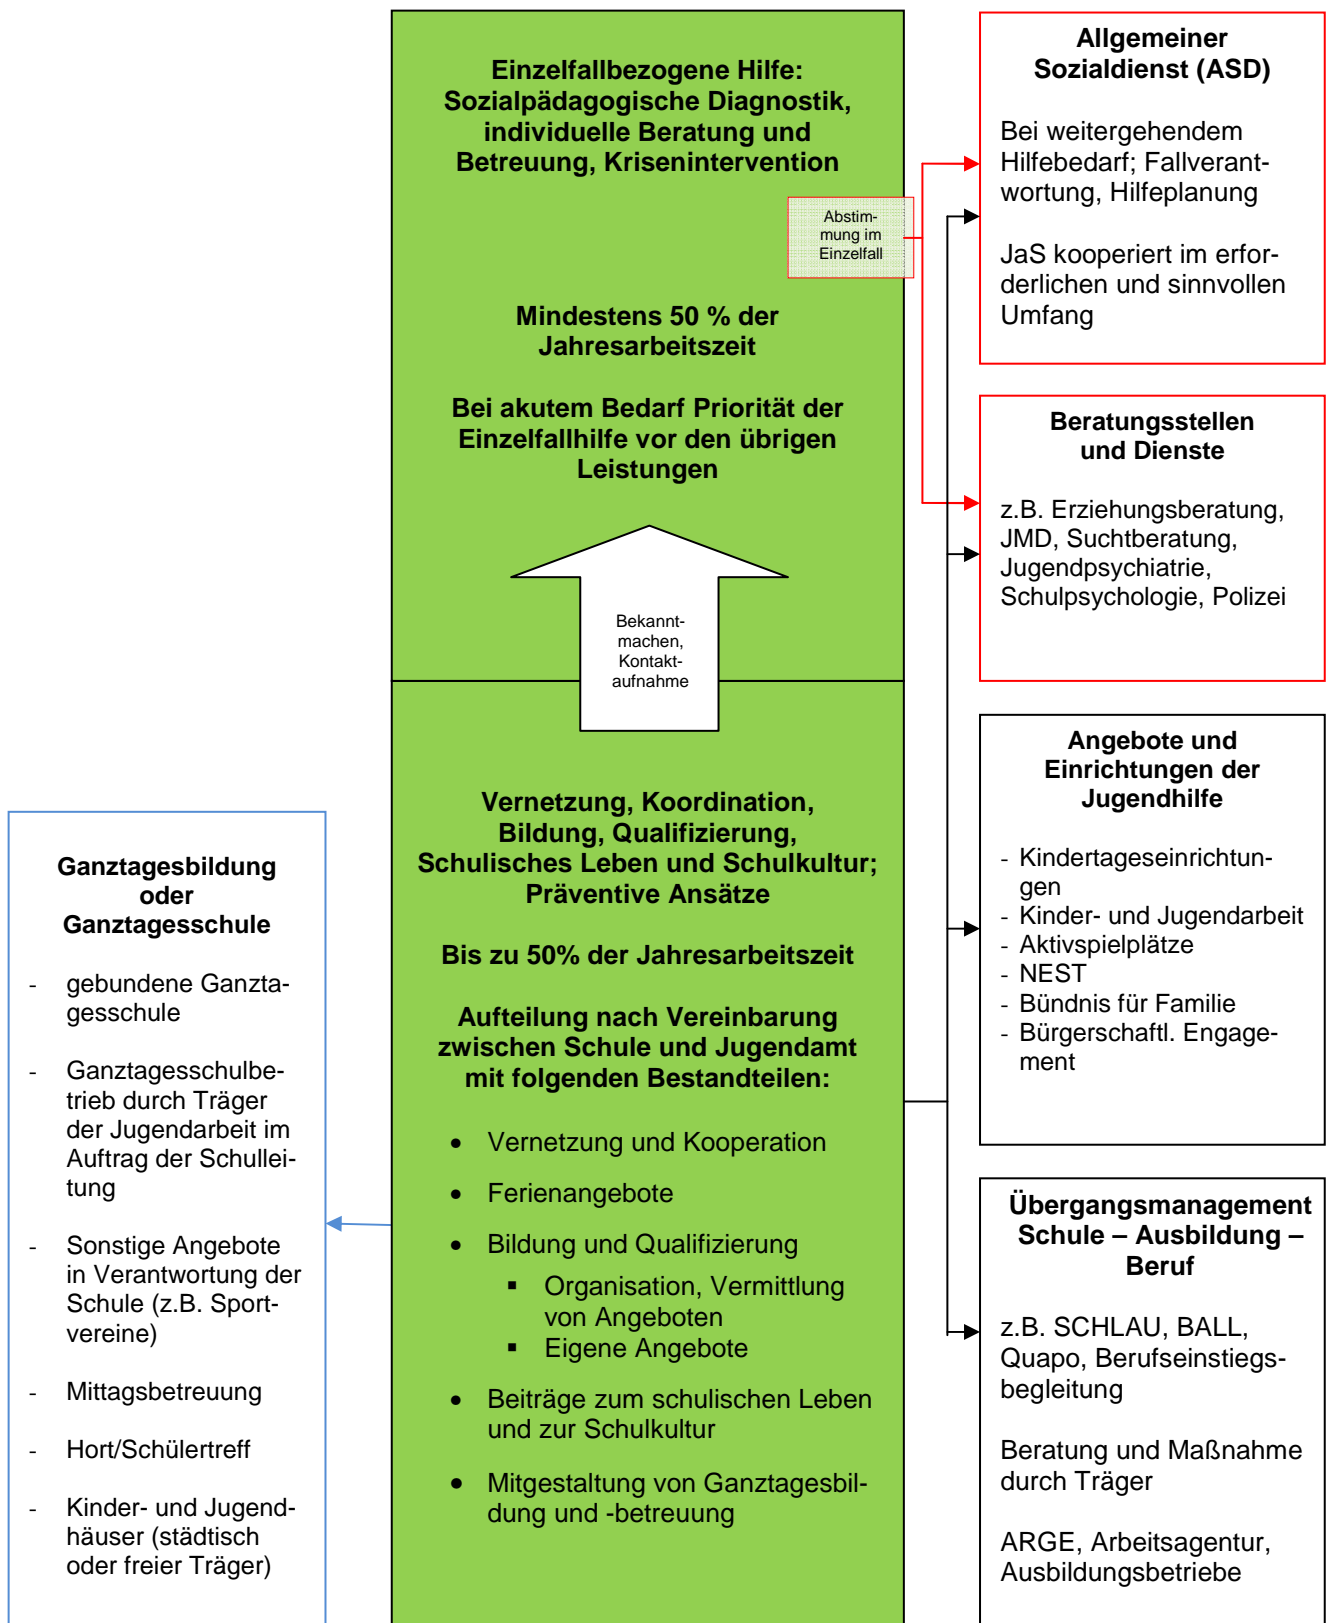 Einzelfallbezogene Hilfe:
Sozialpädagogische Diagnostik,
individuelle Beratung und
Betreuung, Krisenintervention
Abstim-
mung im
Einzelfall
Mindestens 50 % der
Jahresarbeitszeit
Bei akutem Bedarf Priorität der
Einzelfallhilfe vor den übrigen
Leistungen
Bekannt-
machen,
Kontakt-
aufnahme
Vernetzung, Koordination,
Bildung, Qualifizierung,
Schulisches Leben und Schulkultur;
Präventive Ansätze
Bis zu 50% der Jahresarbeitszeit
Aufteilung nach Vereinbarung
zwischen Schule und Jugendamt
mit folgenden Bestandteilen:
• Vernetzung und Kooperation
• Ferienangebote
• Bildung und Qualifizierung
▪ Organisation, Vermittlung
von Angeboten
▪ Eigene Angebote
• Beiträge zum schulischen Leben
und zur Schulkultur
• Mitgestaltung von Ganztagesbil-
dung und -betreuung
Ganztagesbildung
oder
Ganztagesschule
- gebundene Ganzta-
gesschule
- Ganztagesschulbe-
trieb durch Träger
der Jugendarbeit im
Auftrag der Schullei-
tung
- Sonstige Angebote
in Verantwortung der
Schule (z.B. Sport-
vereine)
- Mittagsbetreuung
- Hort/Schülertreff
- Kinder- und Jugend-
häuser (städtisch
oder freier Träger)
Allgemeiner
Sozialdienst (ASD)
Bei weitergehendem
Hilfebedarf; Fallverant-
wortung, Hilfeplanung
JaS kooperiert im erfor-
derlichen und sinnvollen
Umfang
Beratungsstellen
und Dienste
z.B. Erziehungsberatung,
JMD, Suchtberatung,
Jugendpsychiatrie,
Schulpsychologie, Polizei
Angebote und
Einrichtungen der
Jugendhilfe
- Kindertageseinrichtun-
gen
- Kinder- und Jugendarbeit
- Aktivspielplätze
- NEST
- Bündnis für Familie
- Bürgerschaftl. Engage-
ment
Übergangsmanagement
Schule – Ausbildung –
Beruf
z.B. SCHLAU, BALL,
Quapo, Berufseinstiegs-
begleitung
Beratung und Maßnahme
durch Träger
ARGE, Arbeitsagentur,
Ausbildungsbetriebe